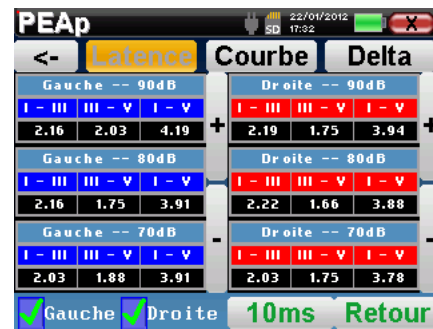 PEAp SD 22/01/2012 17:32 X
<- Latence Courbe Delta
Gauche -- 90dB Droite -- 90dB
I - III III - V I - V I - III III - V I - V
2.16 2.03 4.19 + 2.19 1.75 3.94 +
Gauche -- 80dB Droite -- 80dB
I - III III - V I - V I - III III - V I - V
2.16 1.75 3.91 2.22 1.66 3.88
Gauche -- 70dB - Droite -- 70dB -
I - III III - V I - V I - III III - V I - V
2.03 1.88 3.91 2.03 1.75 3.78
Gauche Droite 10ms Retour